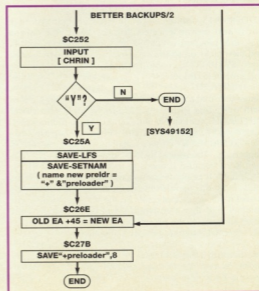 BETTER BACKUPS/2
$C252
INPUT
[ CHRIN ]
"Y"?
N
END
[SYS49152]
Y
$C25A
SAVE-LFS
SAVE-SETNAM
( name new preldr =
"+" &"preloader" )
$C26E
OLD EA +45 = NEW EA
$C27B
SAVE"+preloader",8
END